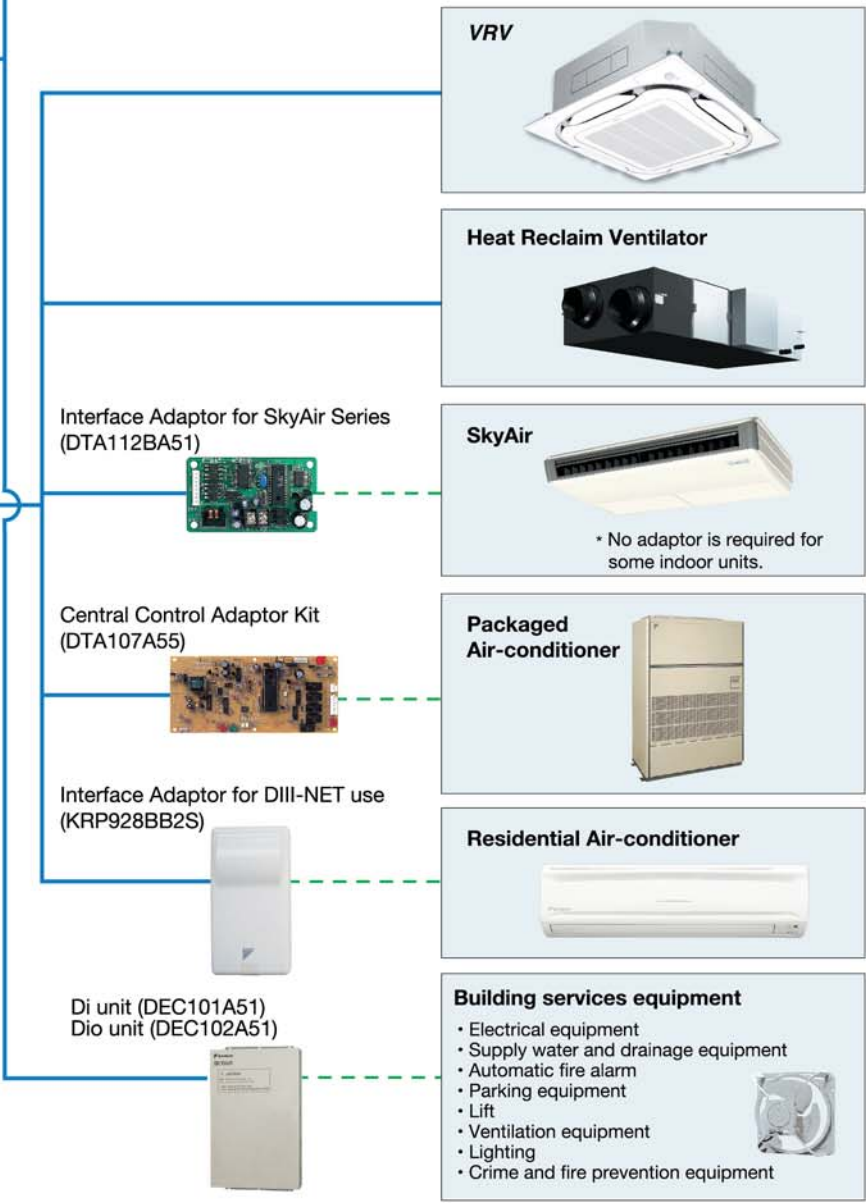 VRV
Heat Reclaim Ventilator
Interface Adaptor for SkyAir Series
(DTA112BA51)
SkyAir
* No adaptor is required for
some indoor units.
Central Control Adaptor Kit
(DTA107A55)
Packaged
Air-conditioner
Interface Adaptor for DIII-NET use
(KRP928BB2S)
Residential Air-conditioner
Di unit (DEC101A51)
Dio unit (DEC102A51)
Building services equipment
• Electrical equipment
• Supply water and drainage equipment
• Automatic fire alarm
• Parking equipment
• Lift
• Ventilation equipment
• Lighting
• Crime and fire prevention equipment